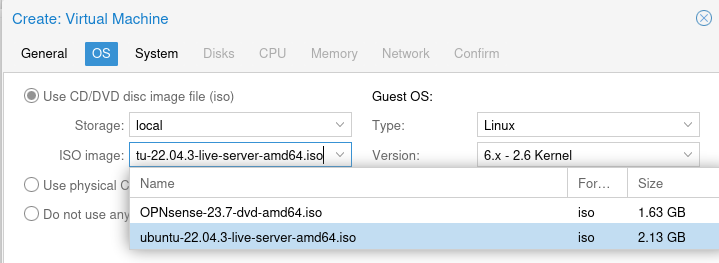 Create: Virtual Machine
General OS System Disks CPU Memory Network Confirm
Use CD/DVD disc image file (iso) Guest OS:
Storage: local Type: Linux
ISO image: tu-22.04.3-live-server-amd64.iso Version: 6.x - 2.6 Kernel
Use physical C
Name For... Size
Do not use any
OPNsense-23.7-dvd-amd64.iso iso 1.63 GB
ubuntu-22.04.3-live-server-amd64.iso iso 2.13 GB